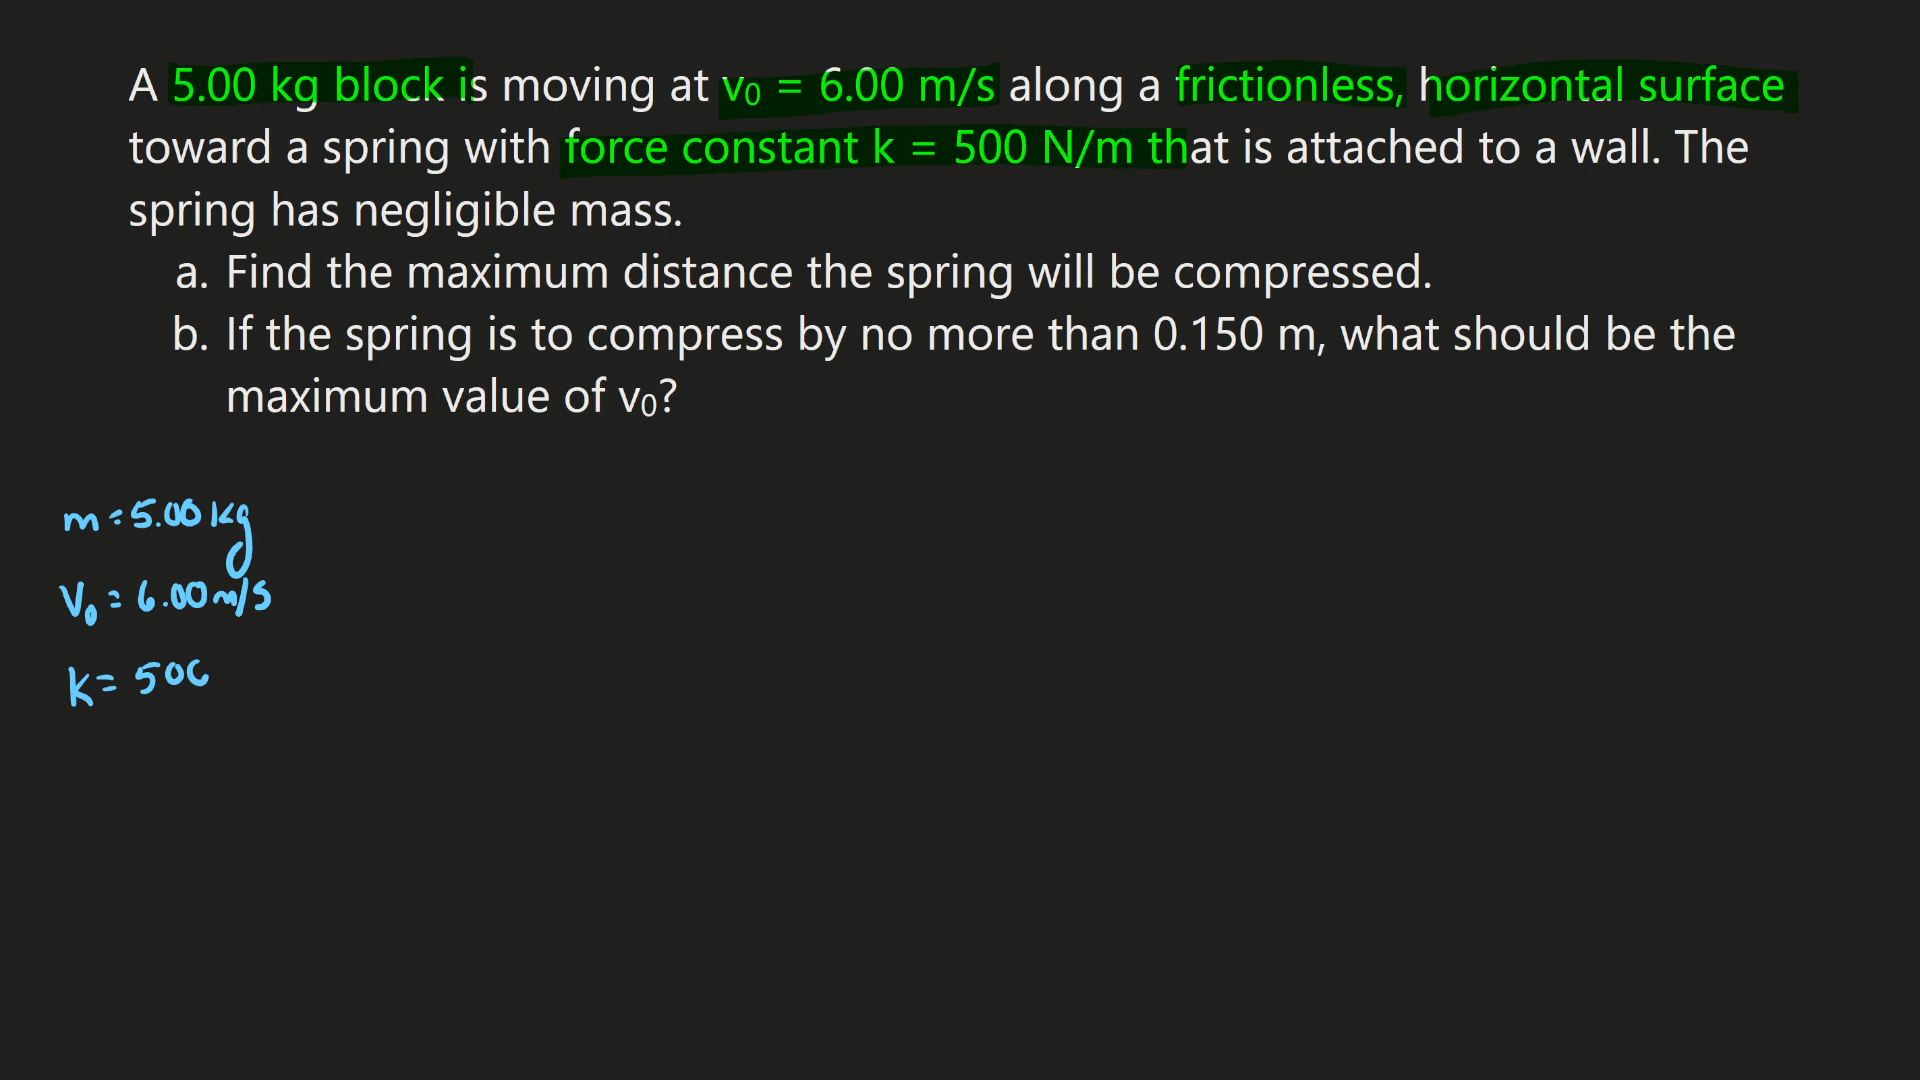 A 5.00 kg block is moving at v₀ = 6.00 m/s along a frictionless, horizontal surface
toward a spring with force constant k = 500 N/m that is attached to a wall. The
spring has negligible mass.
a. Find the maximum distance the spring will be compressed.
b. If the spring is to compress by no more than 0.150 m, what should be the
maximum value of v₀?
m = 5.00 kg
v₀ = 6.00 m/s
k = 500